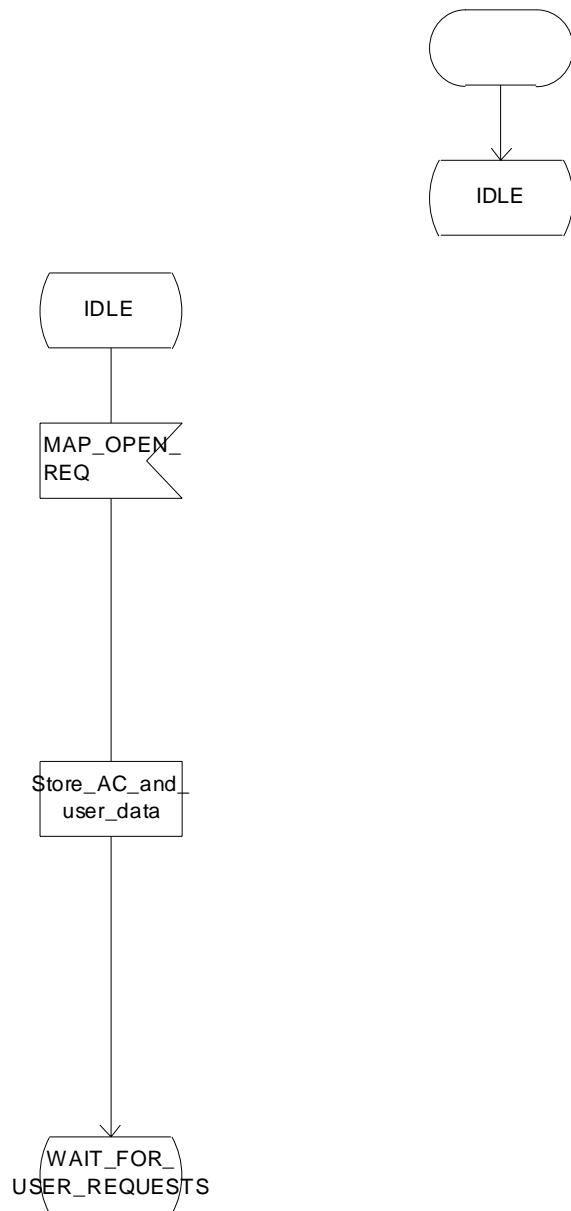 IDLE
IDLE
MAP_OPEN_
REQ
Store_AC_and_
user_data
WAIT_FOR_
USER_REQUESTS